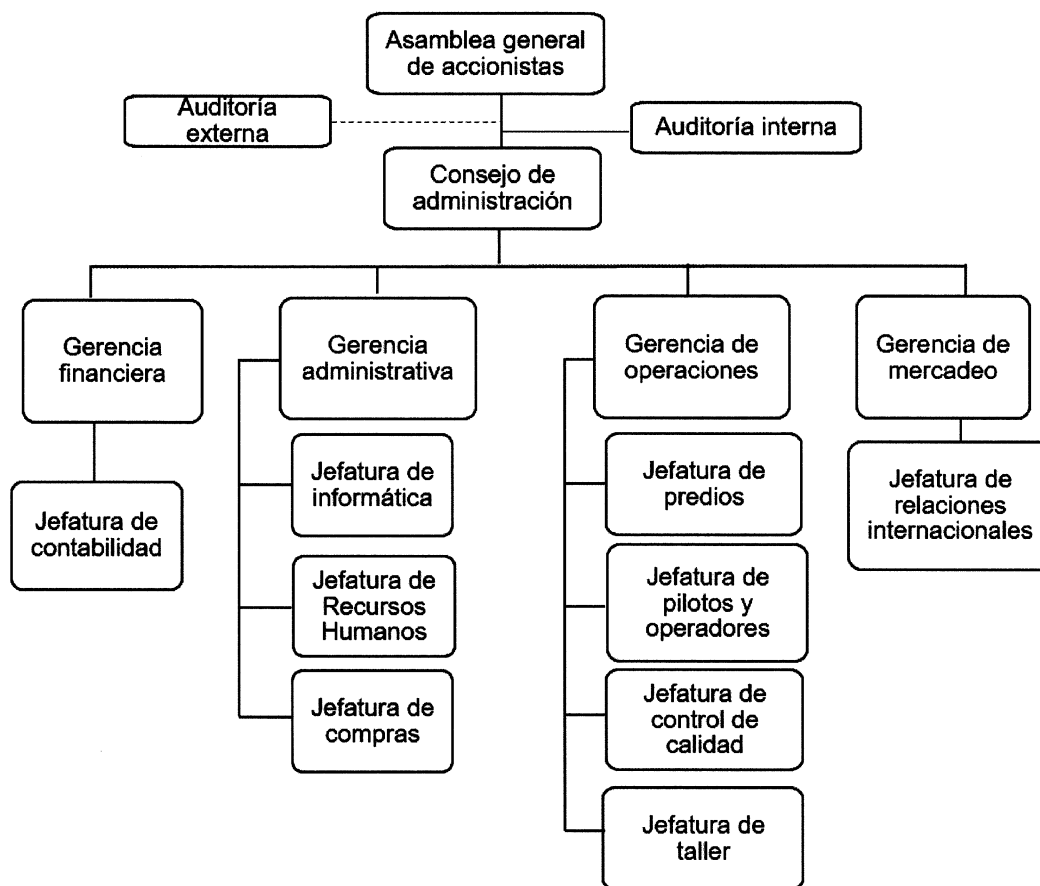 Asamblea general
de accionistas
Auditoría
externa
Auditoría interna
Consejo de
administración
Gerencia
financiera
Gerencia
administrativa
Gerencia de
operaciones
Gerencia de
mercadeo
Jefatura de
contabilidad
Jefatura de
informática
Jefatura de
Recursos
Humanos
Jefatura de
compras
Jefatura de
predios
Jefatura de
pilotos y
operadores
Jefatura de
control de
calidad
Jefatura de
taller
Jefatura de
relaciones
internacionales